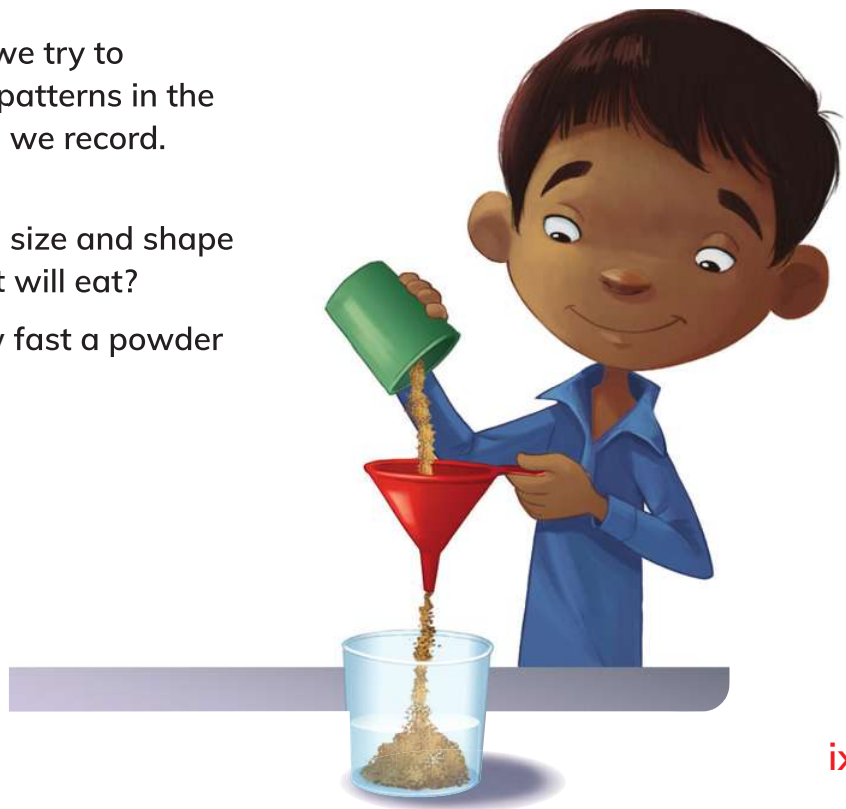 we try to
patterns in the
we record.
size and shape
will eat?
fast a powder
ix